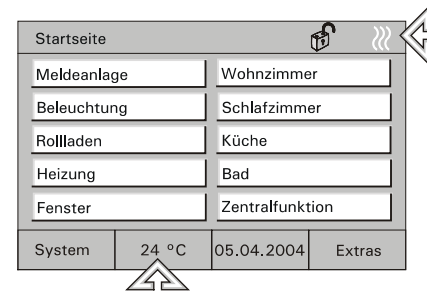 Startseite
Meldeanlage Wohnzimmer
Beleuchtung Schlafzimmer
Rollladen Küche
Heizung Bad
Fenster Zentralfunktion
System 24 °C 05.04.2004 Extras